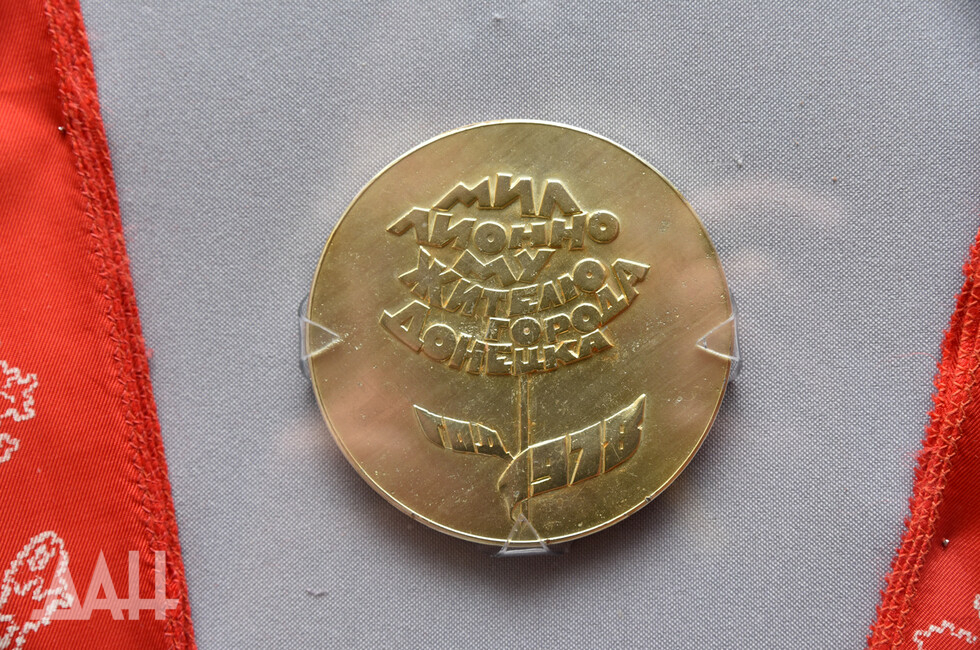 МИЛ
ЛИОННО
МУ
ЖИТЕЛЮ
ГОРОДА
ДОНЕЦКА
ГОД 1978
ДАН